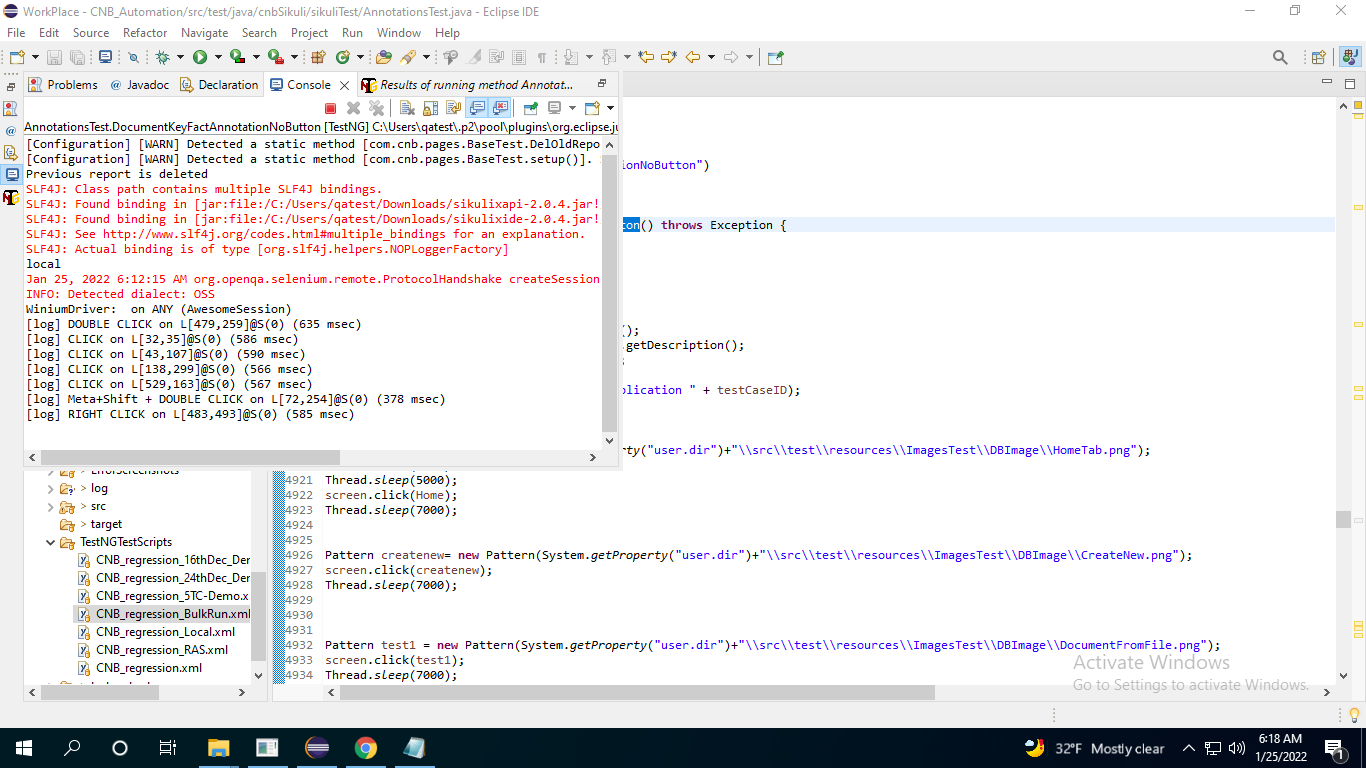 WorkPlace - CNB_Automation/src/test/java/cnbSikuli/sikuliTest/AnnotationsTest.java - Eclipse IDE
File Edit Source Refactor Navigate Search Project Run Window Help
Problems @ Javadoc Declaration Console Results of running method Annotat...
AnnotationsTest.DocumentKeyFactAnnotationNoButton [TestNG] C:\Users\qatest\.p2\pool\plugins\org.eclipse.ju
[Configuration] [WARN] Detected a static method [com.cnb.pages.BaseTest.DelOldRepo
[Configuration] [WARN] Detected a static method [com.cnb.pages.BaseTest.setup()].
Previous report is deleted
SLF4J: Class path contains multiple SLF4J bindings.
SLF4J: Found binding in [jar:file:/C:/Users/qatest/Downloads/sikulixapi-2.0.4.jar!
SLF4J: Found binding in [jar:file:/C:/Users/qatest/Downloads/sikulixide-2.0.4.jar!
SLF4J: See http://www.slf4j.org/codes.html#multiple_bindings for an explanation.
SLF4J: Actual binding is of type [org.slf4j.helpers.NOPLoggerFactory]
local
Jan 25, 2022 6:12:15 AM org.openqa.selenium.remote.ProtocolHandshake createSession
INFO: Detected dialect: OSS
WiniumDriver:  on ANY (AwesomeSession)
[log] DOUBLE CLICK on L[479,259]@S(0) (635 msec)
[log] CLICK on L[32,35]@S(0) (586 msec)
[log] CLICK on L[43,107]@S(0) (590 msec)
[log] CLICK on L[138,299]@S(0) (566 msec)
[log] CLICK on L[529,163]@S(0) (567 msec)
[log] Meta+Shift + DOUBLE CLICK on L[72,254]@S(0) (378 msec)
[log] RIGHT CLICK on L[483,493]@S(0) (585 msec)
ionNoButton")
ton() throws Exception {
();
.getDescription();
;
plication " + testCaseID);
rty("user.dir")+"\\src\\test\\resources\\ImagesTest\\DBImage\\HomeTab.png");
> log
> src
> target
TestNGTestScripts
CNB_regression_16thDec_Der
CNB_regression_24thDec_Der
CNB_regression_5TC-Demo.x
CNB_regression_BulkRun.xml
CNB_regression_Local.xml
CNB_regression_RAS.xml
CNB_regression.xml
4921 Thread.sleep(5000);
4922 screen.click(Home);
4923 Thread.sleep(7000);
4924
4925
4926 Pattern createnew= new Pattern(System.getProperty("user.dir")+"\\src\\test\\resources\\ImagesTest\\DBImage\\CreateNew.png");
4927 screen.click(createnew);
4928 Thread.sleep(7000);
4929
4930
4931
4932 Pattern test1 = new Pattern(System.getProperty("user.dir")+"\\src\\test\\resources\\ImagesTest\\DBImage\\DocumentFromFile.png");
4933 screen.click(test1);
4934 Thread.sleep(7000);
Activate Windows
Go to Settings to activate Windows.
32°F Mostly clear
6:18 AM
1/25/2022
1